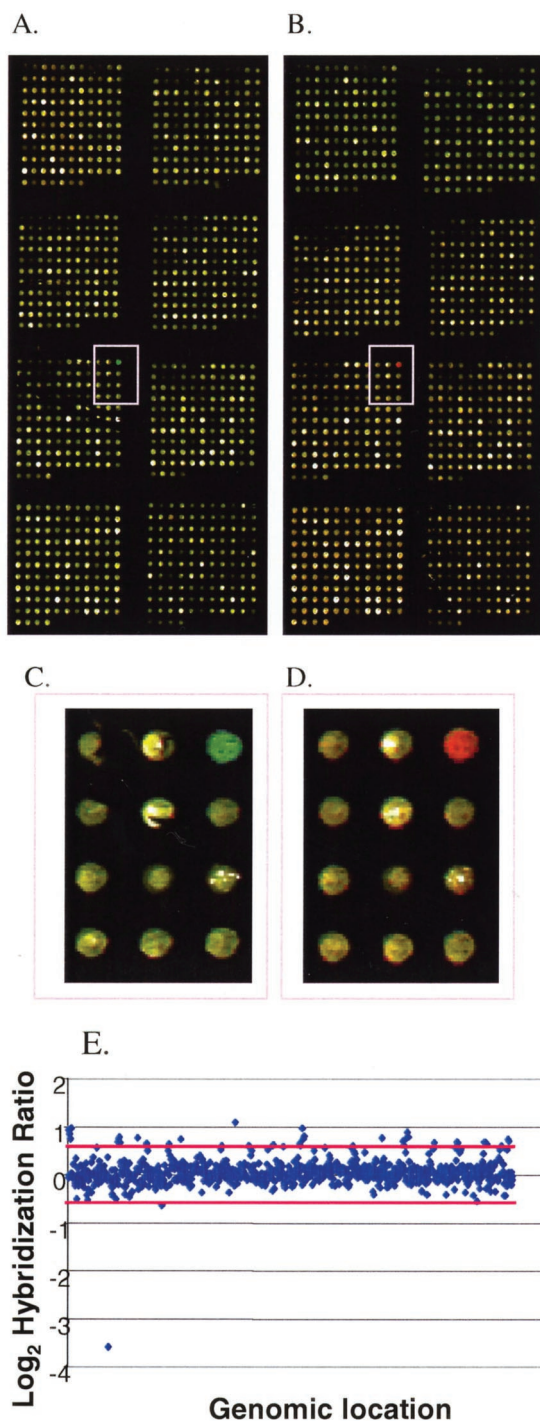 A.
B.
C.
D.
E.
Log2 Hybridization Ratio
2
1
0
-1
-2
-3
-4
Genomic location